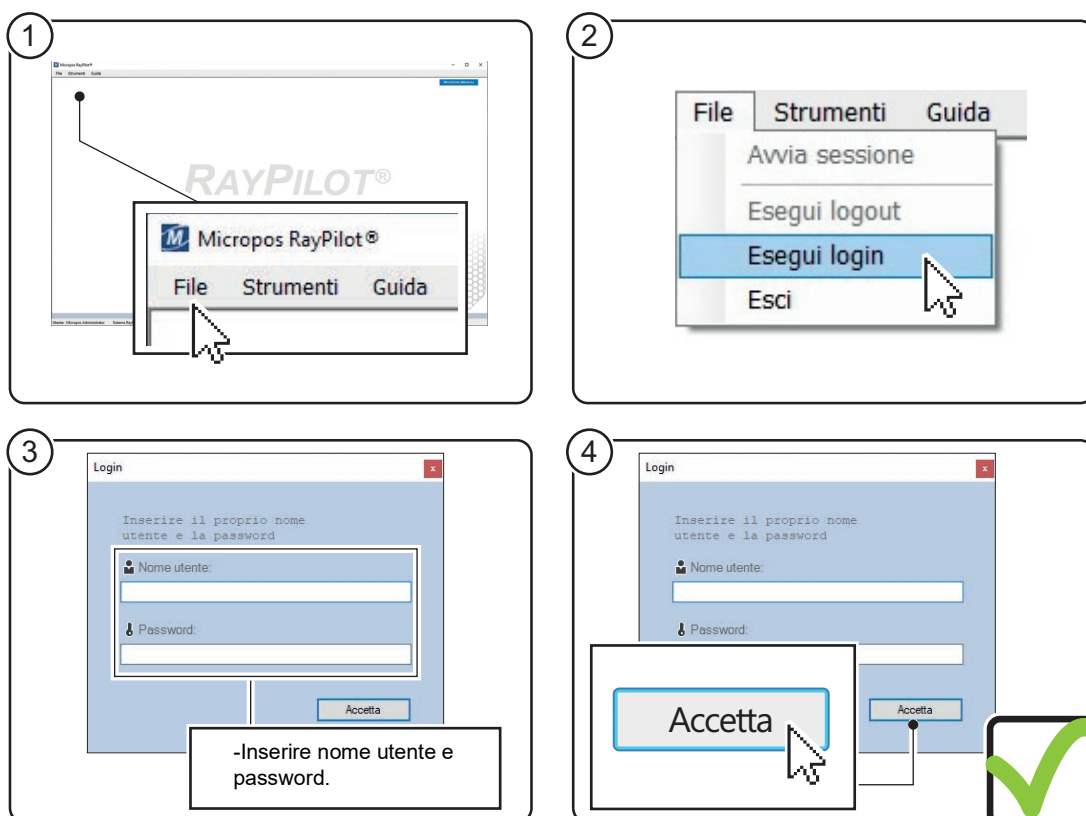 1
Micropos RayPilot®
File Strumenti Guida
RAYPILOT®
Micropos RayPilot®
File Strumenti Guida
2
File Strumenti Guida
Avvia sessione
Esegui logout
Esegui login
Esci
3
Login
x
Inserire il proprio nome
utente e la password
Nome utente:
Password:
Accetta
-Inserire nome utente e
password.
4
Login
x
Inserire il proprio nome
utente e la password
Nome utente:
Password:
Accetta
Accetta